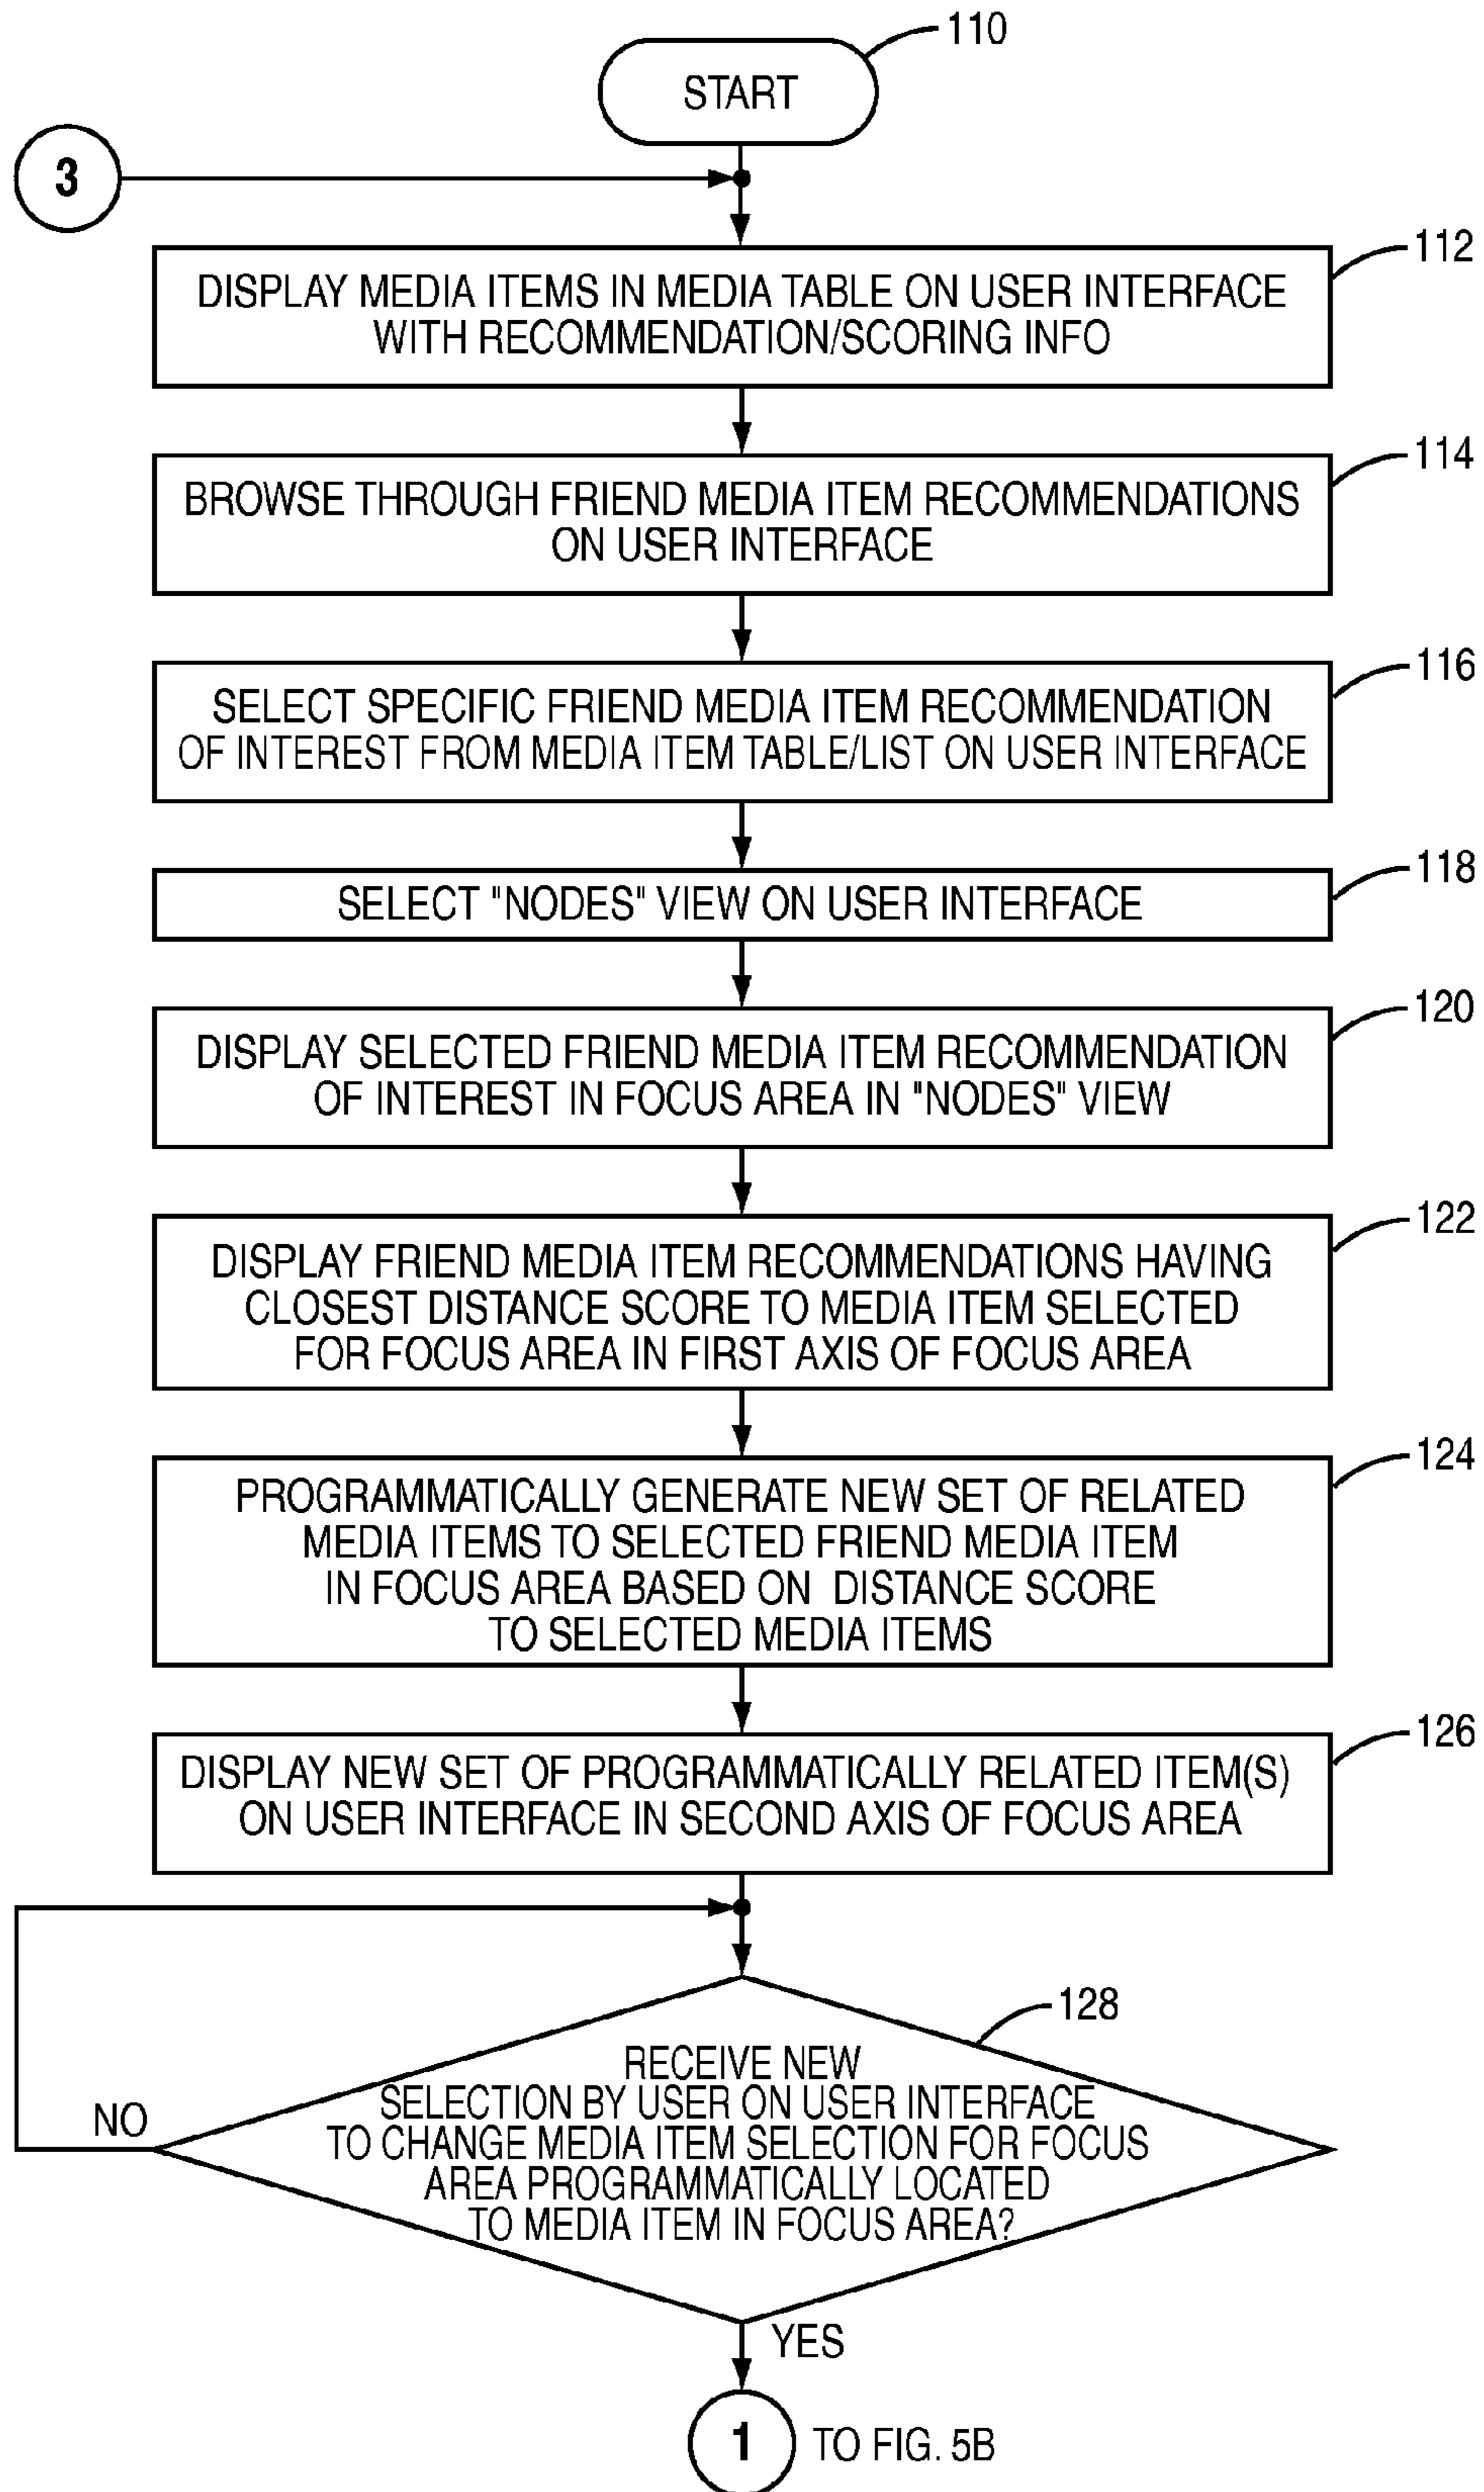 110
START
3
112
DISPLAY MEDIA ITEMS IN MEDIA TABLE ON USER INTERFACE
WITH RECOMMENDATION/SCORING INFO
114
BROWSE THROUGH FRIEND MEDIA ITEM RECOMMENDATIONS
ON USER INTERFACE
116
SELECT SPECIFIC FRIEND MEDIA ITEM RECOMMENDATION
OF INTEREST FROM MEDIA ITEM TABLE/LIST ON USER INTERFACE
118
SELECT "NODES" VIEW ON USER INTERFACE
120
DISPLAY SELECTED FRIEND MEDIA ITEM RECOMMENDATION
OF INTEREST IN FOCUS AREA IN "NODES" VIEW
122
DISPLAY FRIEND MEDIA ITEM RECOMMENDATIONS HAVING
CLOSEST DISTANCE SCORE TO MEDIA ITEM SELECTED
FOR FOCUS AREA IN FIRST AXIS OF FOCUS AREA
124
PROGRAMMATICALLY GENERATE NEW SET OF RELATED
MEDIA ITEMS TO SELECTED FRIEND MEDIA ITEM
IN FOCUS AREA BASED ON DISTANCE SCORE
TO SELECTED MEDIA ITEMS
126
DISPLAY NEW SET OF PROGRAMMATICALLY RELATED ITEM(S)
ON USER INTERFACE IN SECOND AXIS OF FOCUS AREA
128
RECEIVE NEW
SELECTION BY USER ON USER INTERFACE
TO CHANGE MEDIA ITEM SELECTION FOR FOCUS
AREA PROGRAMMATICALLY LOCATED
TO MEDIA ITEM IN FOCUS AREA?
NO
YES
1 TO FIG. 5B